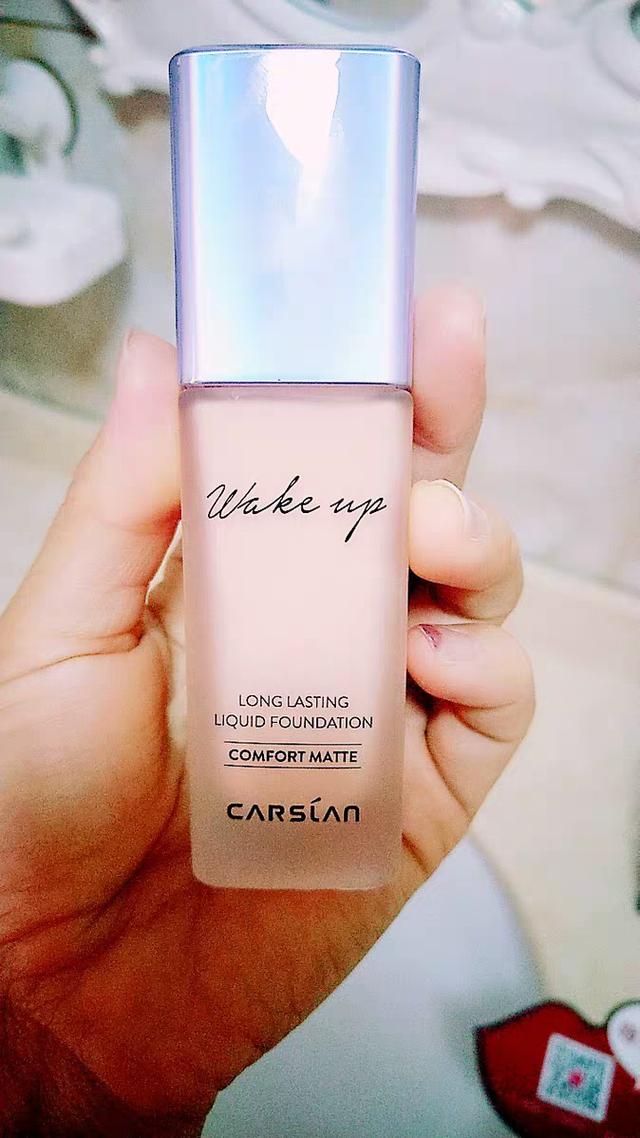 Wake up
LONG LASTING
LIQUID FOUNDATION
COMFORT MATTE
CARSíAN